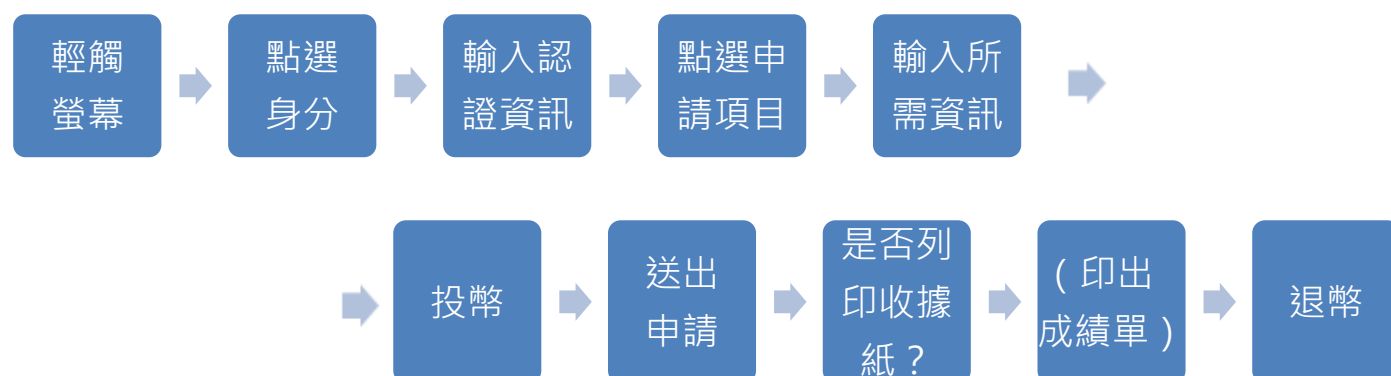 輕觸
螢幕
點選
身分
輸入認
證資訊
點選申
請項目
輸入所
需資訊
投幣
送出
申請
是否列
印收據
紙？
（印出
成績單）
退幣